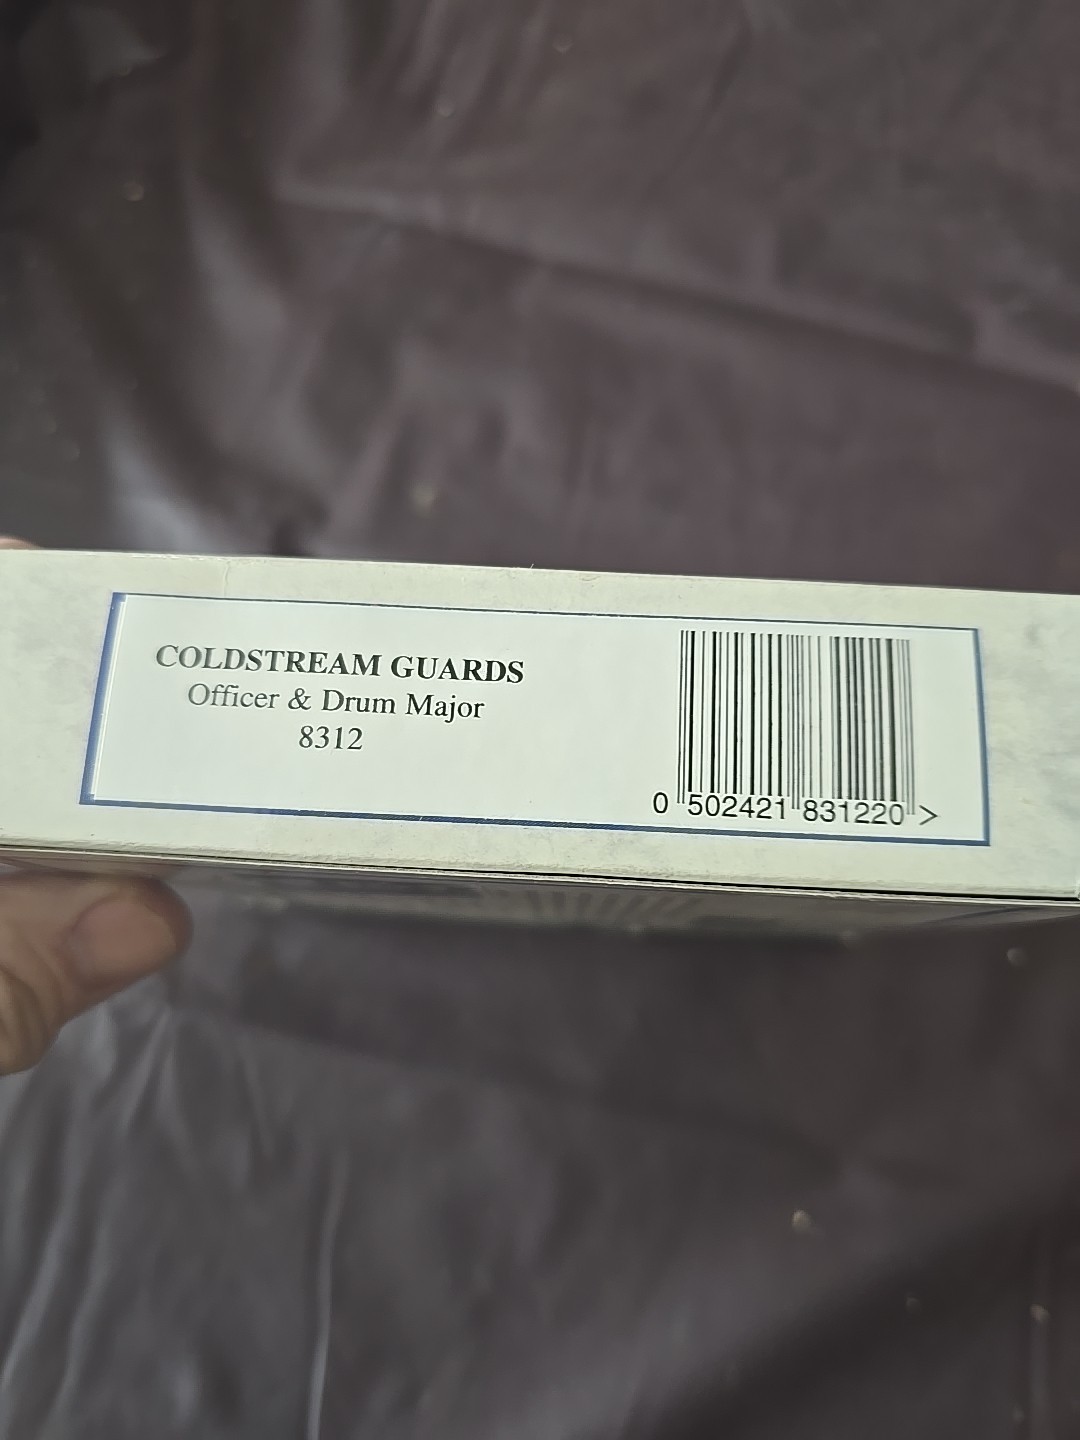 COLDSTREAM GUARDS
Officer & Drum Major
8312
0 502421 831220 >